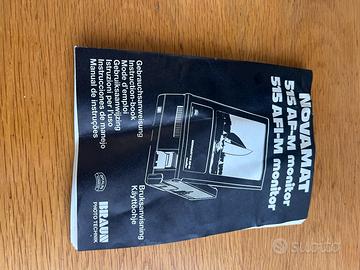 NOVAMAT
515 AF-M monitor
515 AFI-M monitor
Gebrauchsanweisung
Instruction-book
Mode d'emploi
Gebruiksaanwijzing
Istruzioni per l'uso
Instrucciones de manejo
Manual de instruções
Bruksanvisning
Käyttöohje
BRAUN
PHOTO TECHNIK
subito